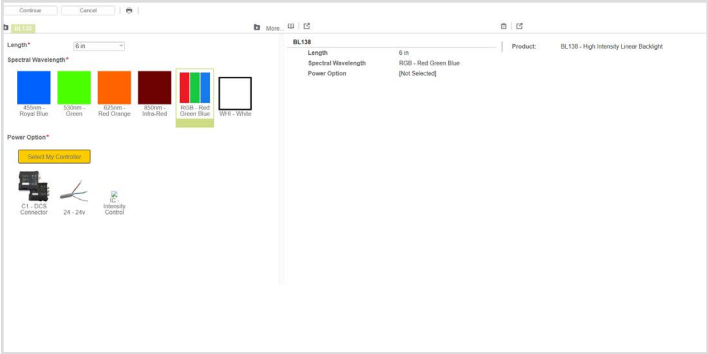 Continue Cancel
BL138 More...
Length* 6 in
Spectral Wavelength*
455nm - Royal Blue
530nm - Green
625nm - Red Orange
850nm - Infra-Red
RGB - Red Green Blue
WHI - White
Power Option*
Select My Controller
C1 - DCS Connector
24 - 24v
IC - Intensity Control
BL138
Length 6 in
Spectral Wavelength RGB - Red Green Blue
Power Option [Not Selected]
Product: BL138 - High Intensity Linear Backlight